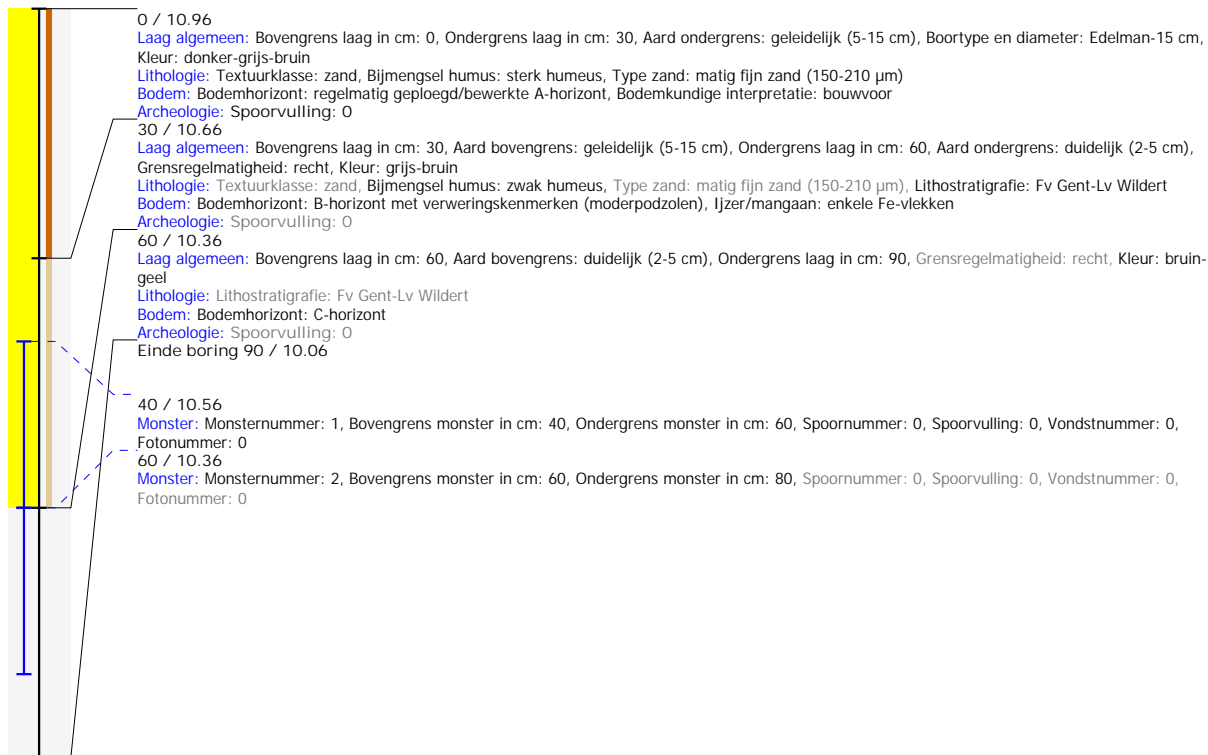 0 / 10.96
Laag algemeen: Bovengrens laag in cm: 0, Ondergrens laag in cm: 30, Aard ondergrens: geleidelijk (5-15 cm), Boortype en diameter: Edelman-15 cm,
Kleur: donker-grijs-bruin
Lithologie: Textuurklasse: zand, Bijmengsel humus: sterk humeus, Type zand: matig fijn zand (150-210 µm)
Bodem: Bodemhorizont: regelmatig geploegd/bewerkte A-horizont, Bodemkundige interpretatie: bouwvoor
Archeologie: Spoorvulling: 0
30 / 10.66
Laag algemeen: Bovengrens laag in cm: 30, Aard bovengrens: geleidelijk (5-15 cm), Ondergrens laag in cm: 60, Aard ondergrens: duidelijk (2-5 cm),
Grensregelmatigheid: recht, Kleur: grijs-bruin
Lithologie: Textuurklasse: zand, Bijmengsel humus: zwak humeus, Type zand: matig fijn zand (150-210 µm), Lithostratigrafie: Fv Gent-Lv Wildert
Bodem: Bodemhorizont: B-horizont met verweringskenmerken (moderpodzolen), Ijzer/mangaan: enkele Fe-vlekken
Archeologie: Spoorvulling: 0
60 / 10.36
Laag algemeen: Bovengrens laag in cm: 60, Aard bovengrens: duidelijk (2-5 cm), Ondergrens laag in cm: 90, Grensregelmatigheid: recht, Kleur: bruin-
geel
Lithologie: Lithostratigrafie: Fv Gent-Lv Wildert
Bodem: Bodemhorizont: C-horizont
Archeologie: Spoorvulling: 0
Einde boring 90 / 10.06
40 / 10.56
Monster: Monsternummer: 1, Bovengrens monster in cm: 40, Ondergrens monster in cm: 60, Spoornummer: 0, Spoorvulling: 0, Vondstnummer: 0,
Fotonummer: 0
60 / 10.36
Monster: Monsternummer: 2, Bovengrens monster in cm: 60, Ondergrens monster in cm: 80, Spoornummer: 0, Spoorvulling: 0, Vondstnummer: 0,
Fotonummer: 0